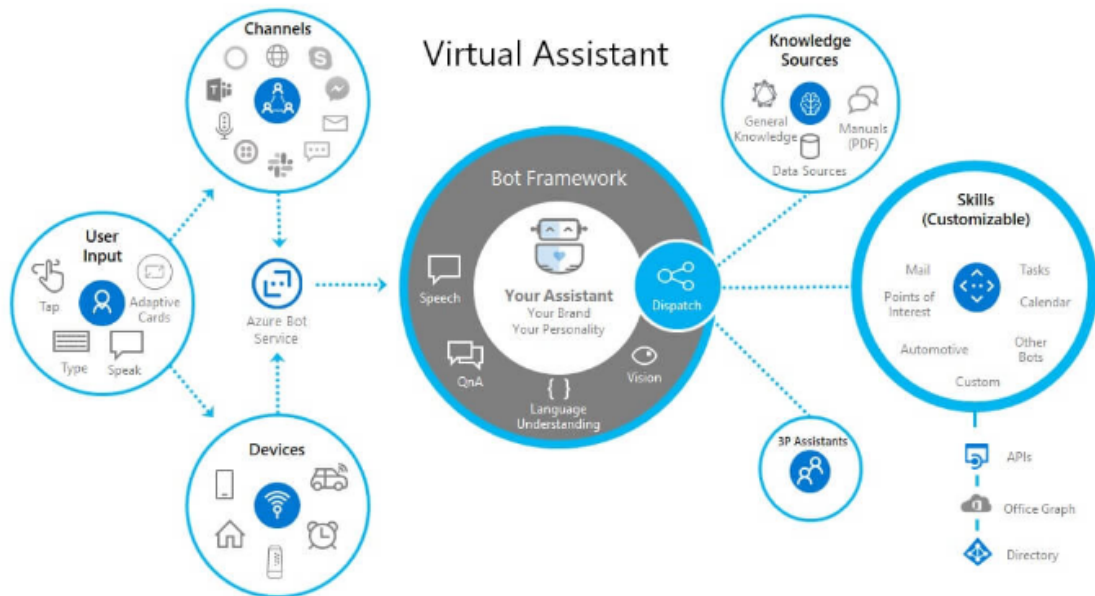 Virtual Assistant
Channels
User
Input
Tap
Adaptive
Cards
Type
Speak
Azure Bot
Service
Devices
Bot Framework
Speech
QnA
{ }
Language
Understanding
Vision
Your Assistant
Your Brand
Your Personality
Dispatch
Knowledge
Sources
General
Knowledge
Manuals
(PDF)
Data Sources
Skills
(Customizable)
Mail
Tasks
Points of
Interest
Calendar
Automotive
Other
Bots
Custom
3P Assistants
APIs
Office Graph
Directory